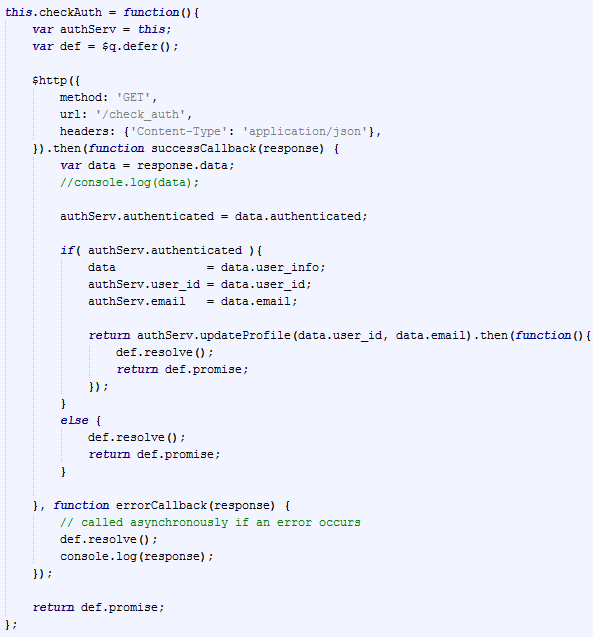 this.checkAuth = function(){
    var authServ = this;
    var def = $q.defer();

    $http({
        method: 'GET',
        url: '/check_auth',
        headers: {'Content-Type': 'application/json'},
    }).then(function successCallback(response) {
        var data = response.data;
        //console.log(data);

        authServ.authenticated = data.authenticated;

        if( authServ.authenticated ){
            data             = data.user_info;
            authServ.user_id = data.user_id;
            authServ.email   = data.email;

            return authServ.updateProfile(data.user_id, data.email).then(function(){
                def.resolve();
                return def.promise;
            });
        }
        else {
            def.resolve();
            return def.promise;
        }

    }, function errorCallback(response) {
        // called asynchronously if an error occurs
        def.resolve();
        console.log(response);
    });

    return def.promise;
};